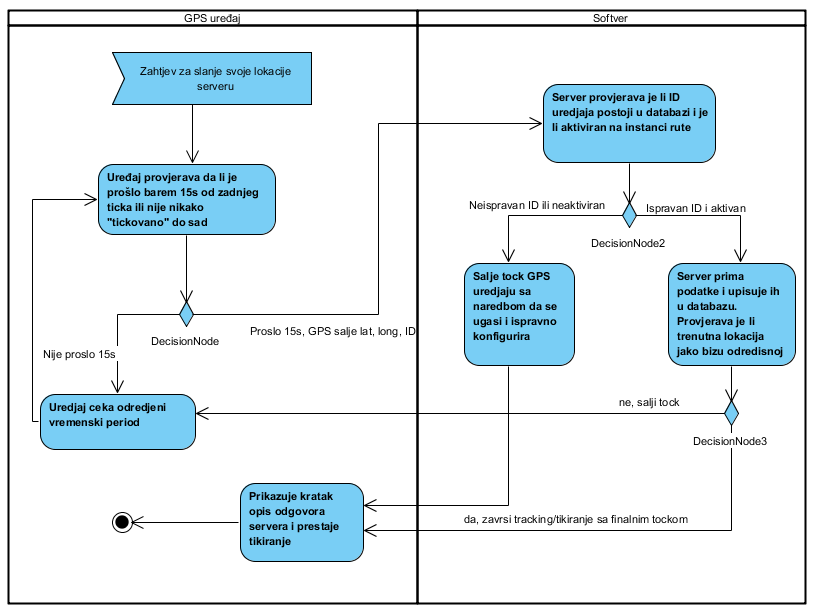 GPS uređaj
Softver
Zahtjev za slanje svoje lokacije
serveru
Server provjerava je li ID
uredjaja postoji u databazi i je
li aktiviran na instanci rute
Uređaj provjerava da li je
prošlo barem 15s od zadnjeg
ticka ili nije nikako
"tickovano" do sad
Neispravan ID ili neaktiviran
Ispravan ID i aktivan
DecisionNode2
Salje tock GPS
uredjaju sa
naredbom da se
ugasi i ispravno
konfigurira
Server prima
podatke i upisuje ih
u databazu.
Provjerava je li
trenutna lokacija
jako bizu odredisnoj
Proslo 15s, GPS salje lat, long, ID
DecisionNode
Nije proslo 15s
Uredjaj ceka odredjeni
vremenski period
ne, salji tock
DecisionNode3
Prikazuje kratak
opis odgovora
servera i prestaje
tikiranje
da, zavrsi tracking/tikiranje sa finalnim tockom